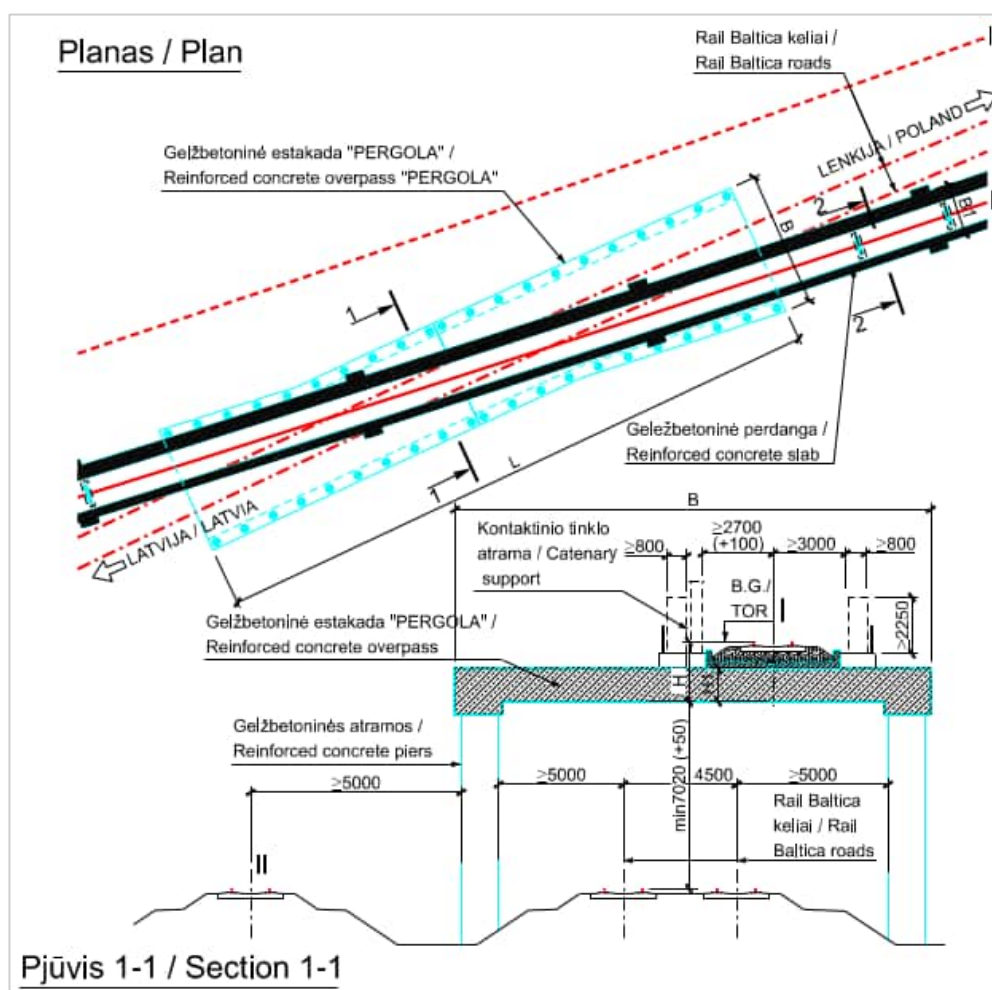 Planas / Plan
Rail Baltica keliai /
Rail Baltica roads
LENKIJA / POLAND
Gelžbetoninė estakada "PERGOLA" /
Reinforced concrete overpass "PERGOLA"
B
2
B1
1
2
Geležbetoninė perdanga /
Reinforced concrete slab
L
1
LATVIJA / LATVIA
B
Kontaktinio tinklo
atrama / Catenary
support
≥800
≥2700
(+100)
≥3000
≥800
B.G./
TOR
I
≥2250
Gelžbetoninė estakada "PERGOLA" /
Reinforced concrete overpass
H
H1
Gelžbetoninės atramos /
Reinforced concrete piers
min7020 (+50)
≥5000
≥5000
4500
≥5000
Rail Baltica
keliai / Rail
Baltica roads
II
Pjūvis 1-1 / Section 1-1